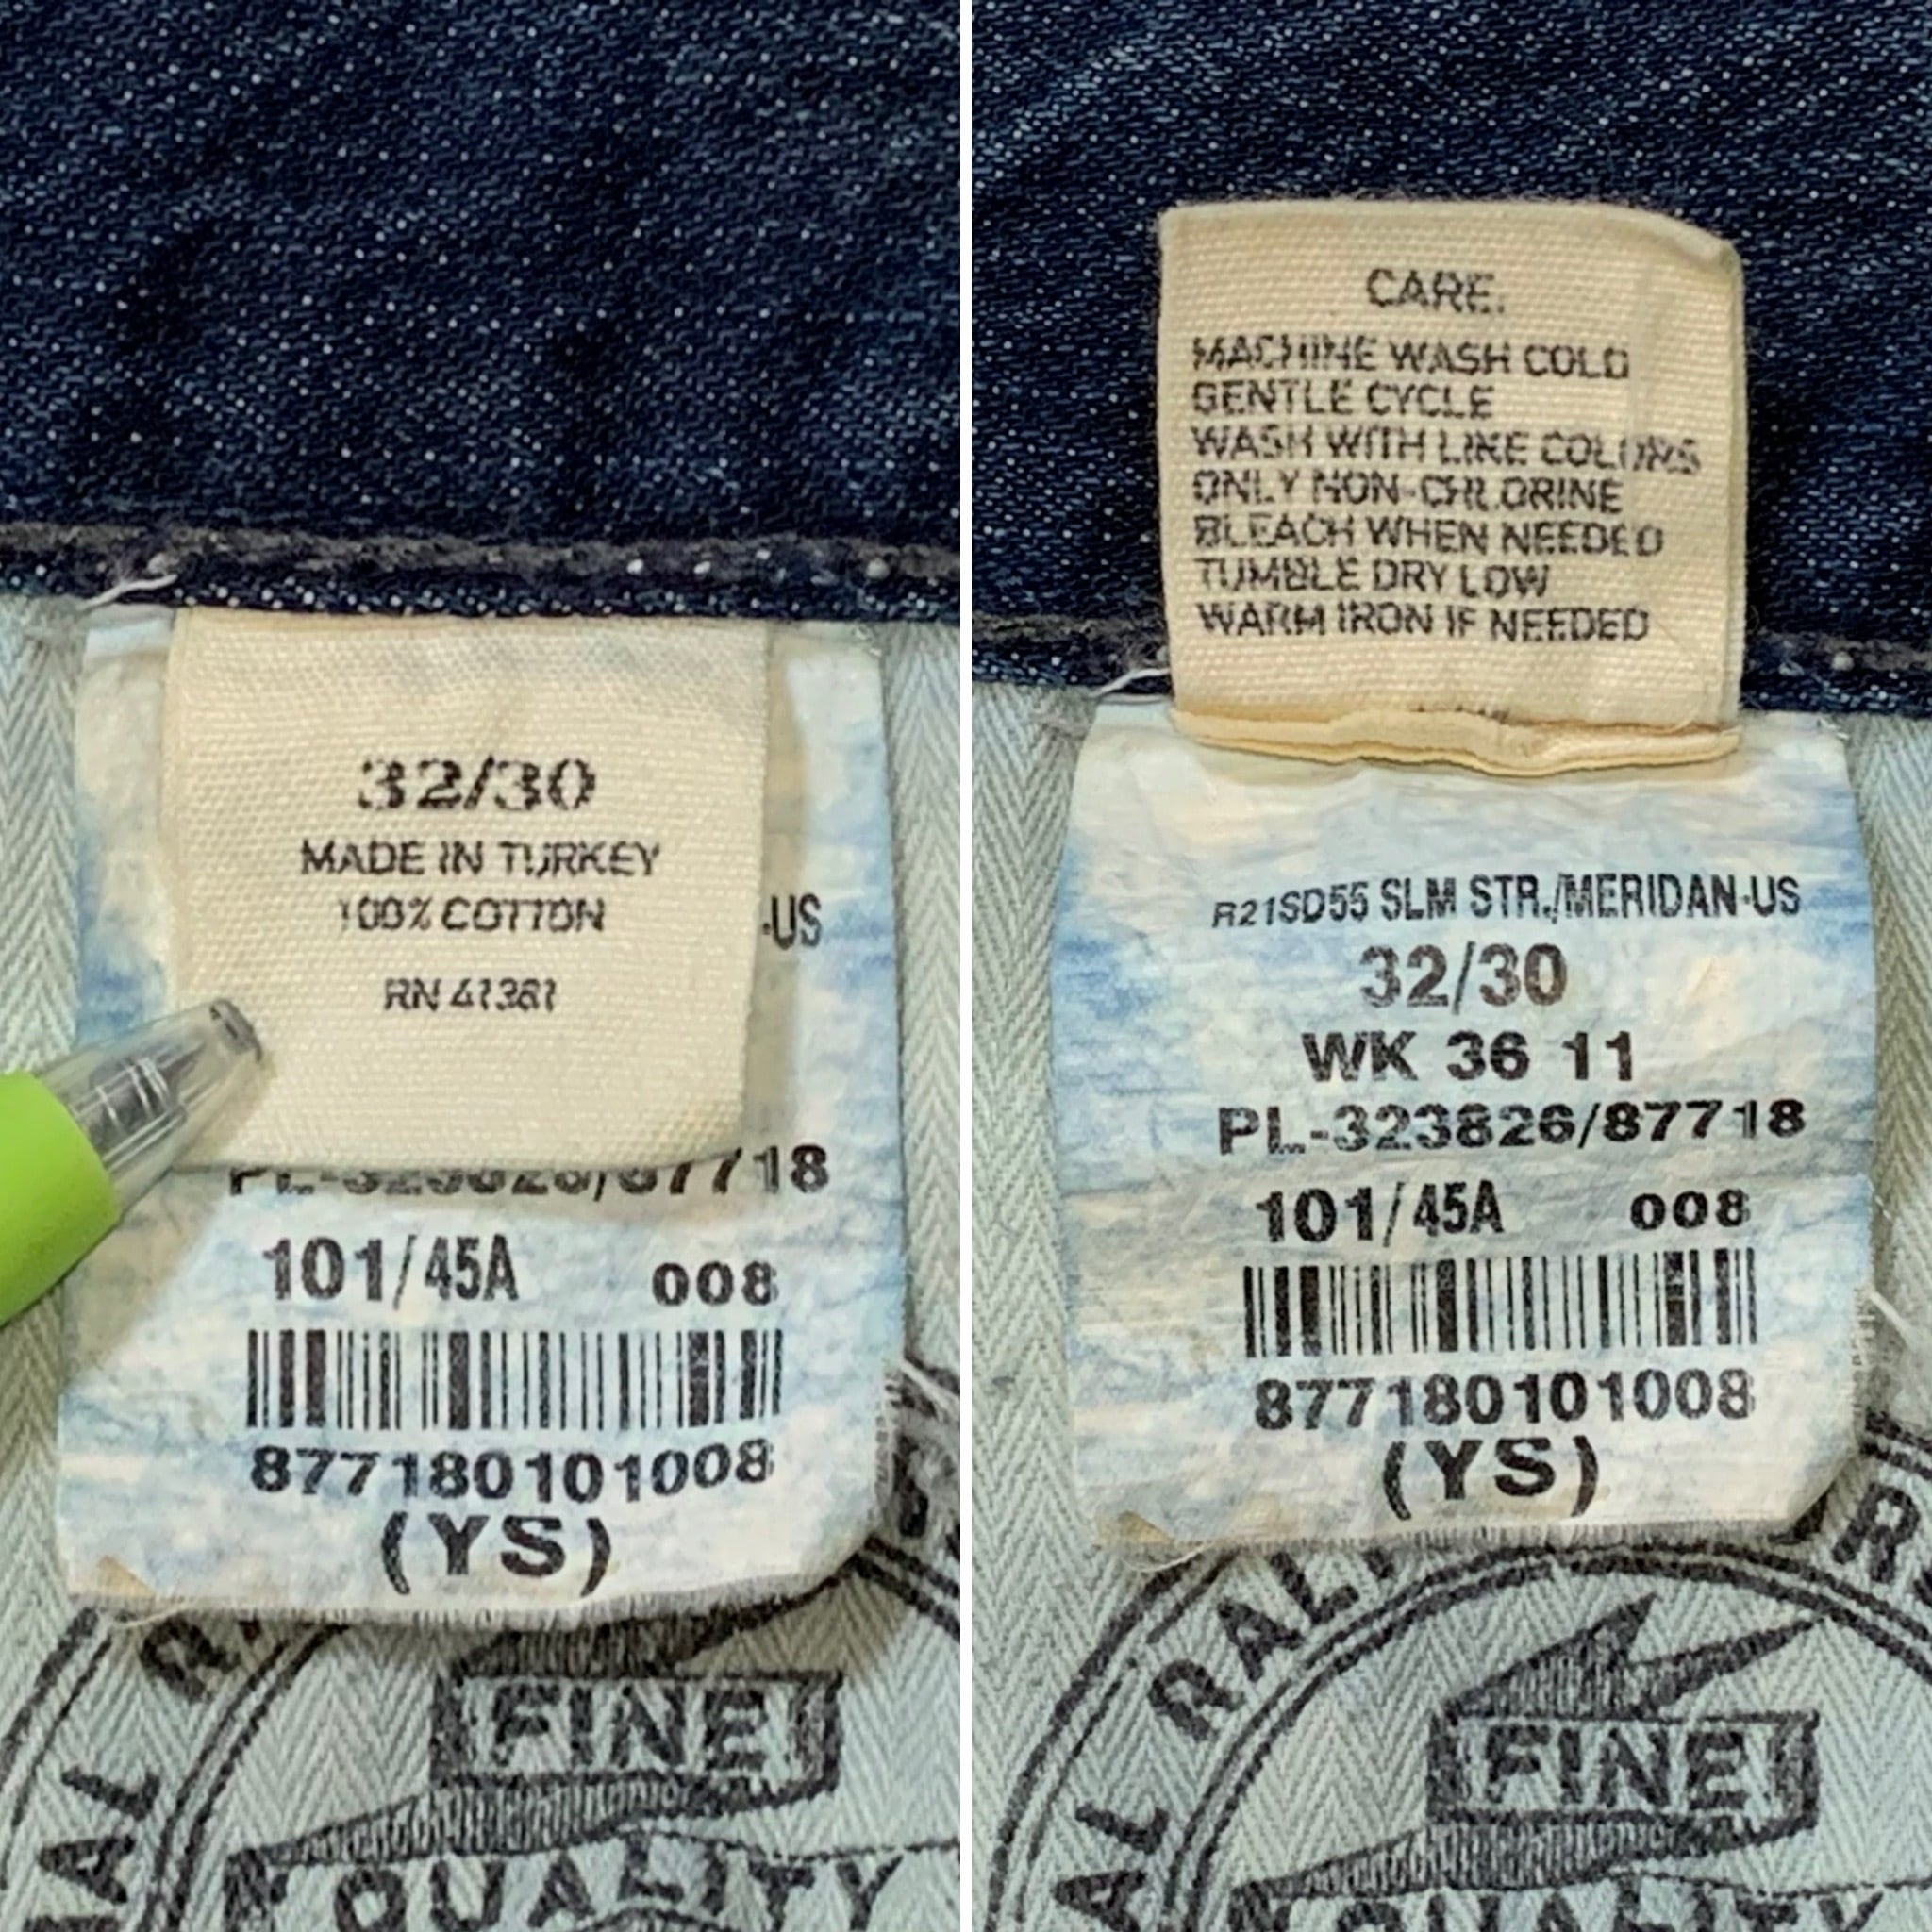 32/30
MADE IN TURKEY
100% COTTON
RN 41381
-US
PL-323826/87718
101/45A 008
877180101008
(YS)
FINE
QUALITY
CARE.
MACHINE WASH COLD
GENTLE CYCLE
WASH WITH LIKE COLORS
ONLY NON-CHLORINE
BLEACH WHEN NEEDED
TUMBLE DRY LOW
WARM IRON IF NEEDED
R21SD55 SLM STR./MERIDAN-US
32/30
WK 36 11
PL-323826/87718
101/45A 008
877180101008
(YS)
FINE
QUALITY